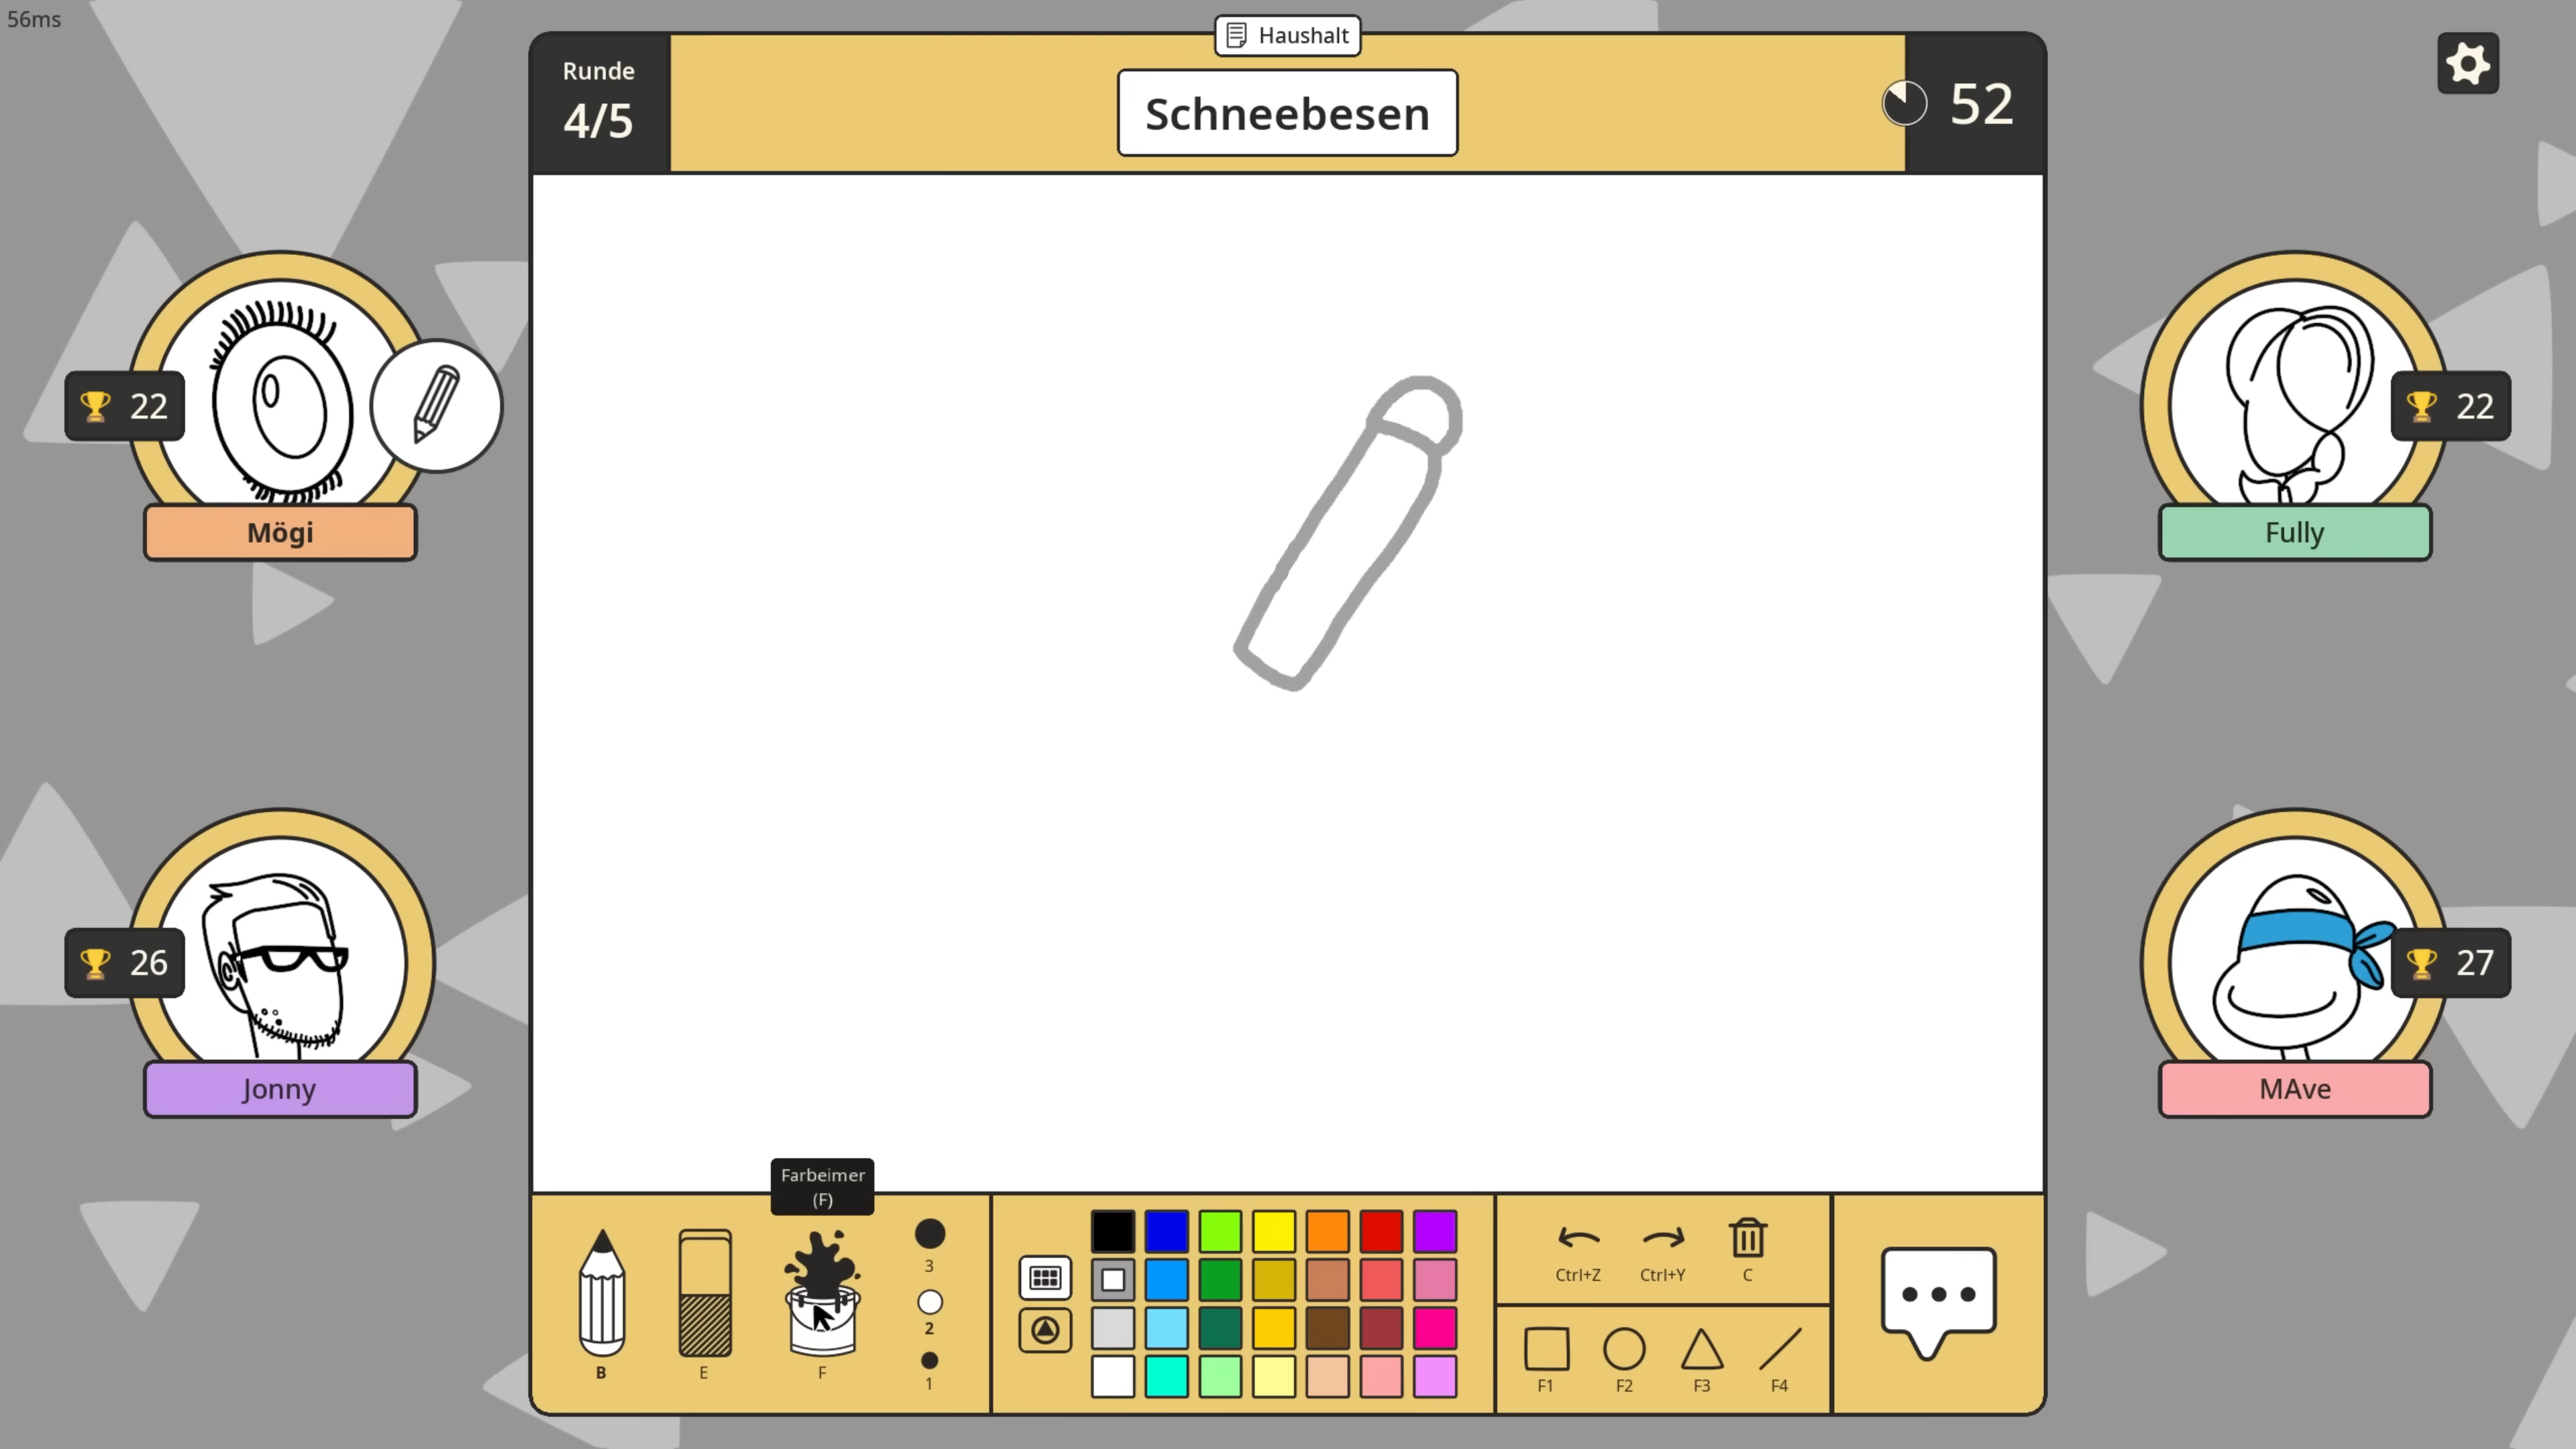 56ms
Haushalt
Runde
4/5
Schneebesen
52
22
Mögi
22
Fully
26
Jonny
27
MAve
Farbeimer
(F)
B
E
F
3
2
1
Ctrl+Z
Ctrl+Y
C
F1
F2
F3
F4